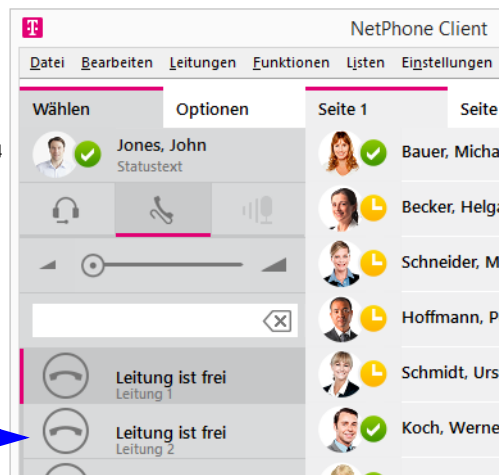 T
NetPhone Client
Datei Bearbeiten Leitungen Funktionen Listen Einstellungen
Wählen Optionen Seite 1 Seite
Jones, John
Statustext
Bauer, Micha
Becker, Helga
Schneider, M
Hoffmann, P
Leitung ist frei
Leitung 1
Schmidt, Urs
Leitung ist frei
Leitung 2
Koch, Werne